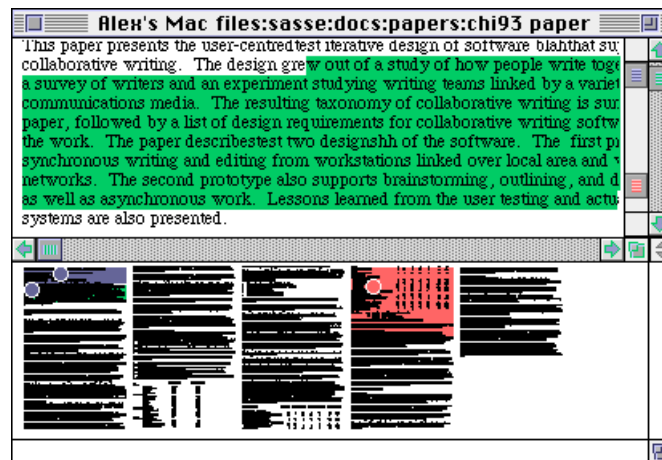 Alex's Mac files:sasse:docs:papers:chi93 paper
This paper presents the user-centredtest iterative design of software blahthat su
collaborative writing. The design grew out of a study of how people write toge
a survey of writers and an experiment studying writing teams linked by a variet
communications media. The resulting taxonomy of collaborative writing is sur
paper, followed by a list of design requirements for collaborative writing softw
the work. The paper describestest two designshh of the software. The first pr
synchronous writing and editing from workstations linked over local area and
networks. The second prototype also supports brainstorming, outlining, and d
as well as asynchronous work. Lessons learned from the user testing and actu
systems are also presented.